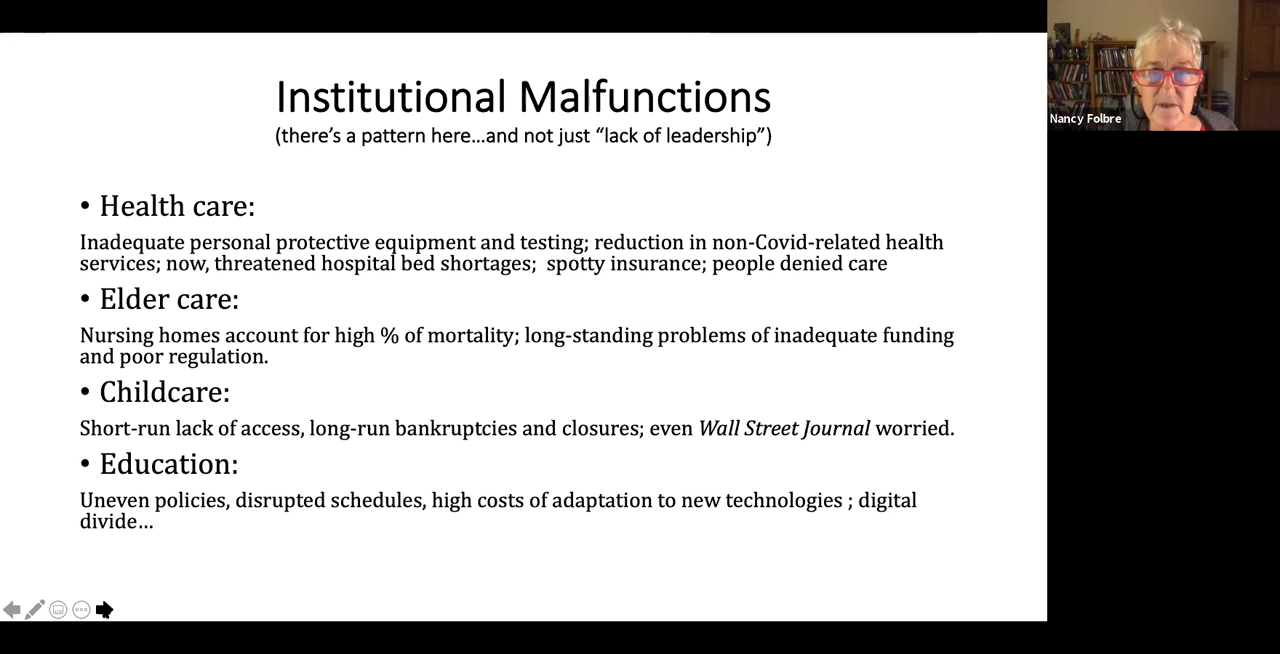 Institutional Malfunctions
(there’s a pattern here…and not just “lack of leadership”)
• Health care:
Inadequate personal protective equipment and testing; reduction in non-Covid-related health
services; now, threatened hospital bed shortages;  spotty insurance; people denied care
• Elder care:
Nursing homes account for high % of mortality; long-standing problems of inadequate funding
and poor regulation.
• Childcare:
Short-run lack of access, long-run bankruptcies and closures; even Wall Street Journal worried.
• Education:
Uneven policies, disrupted schedules, high costs of adaptation to new technologies ; digital
divide…
Nancy Folbre